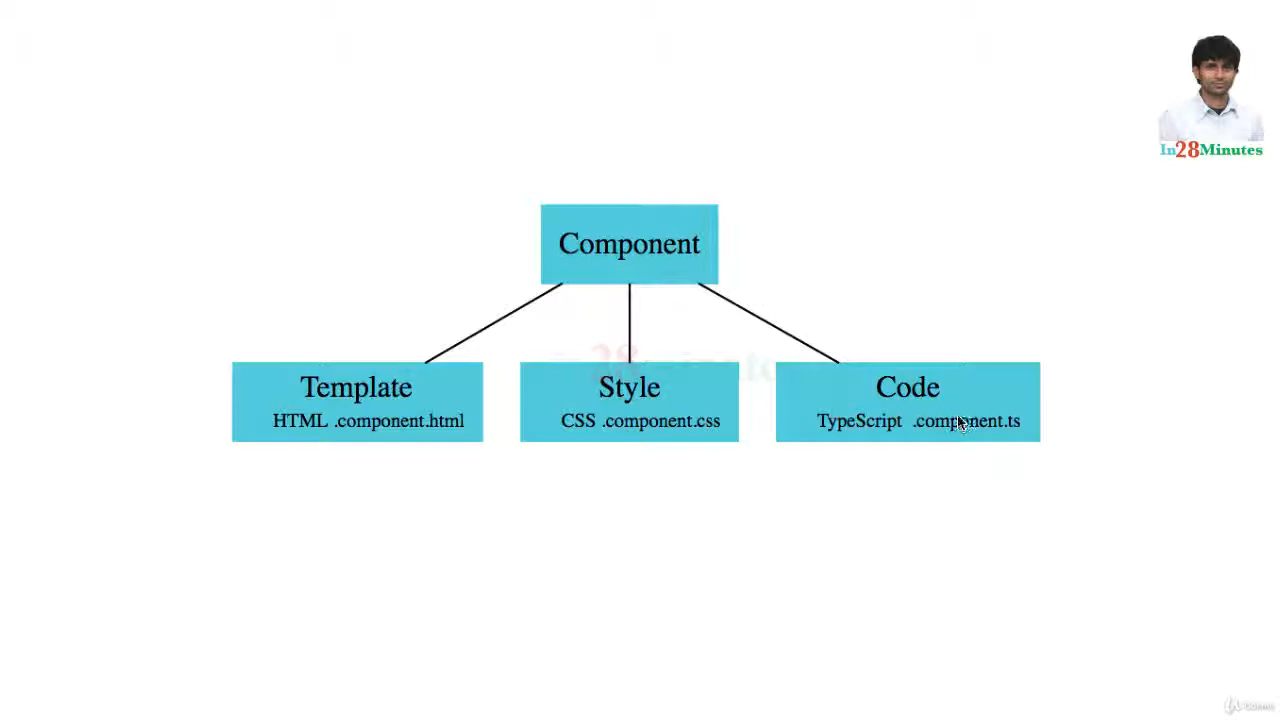 In28Minutes
Component
Template
HTML .component.html
Style
CSS .component.css
Code
TypeScript .component.ts